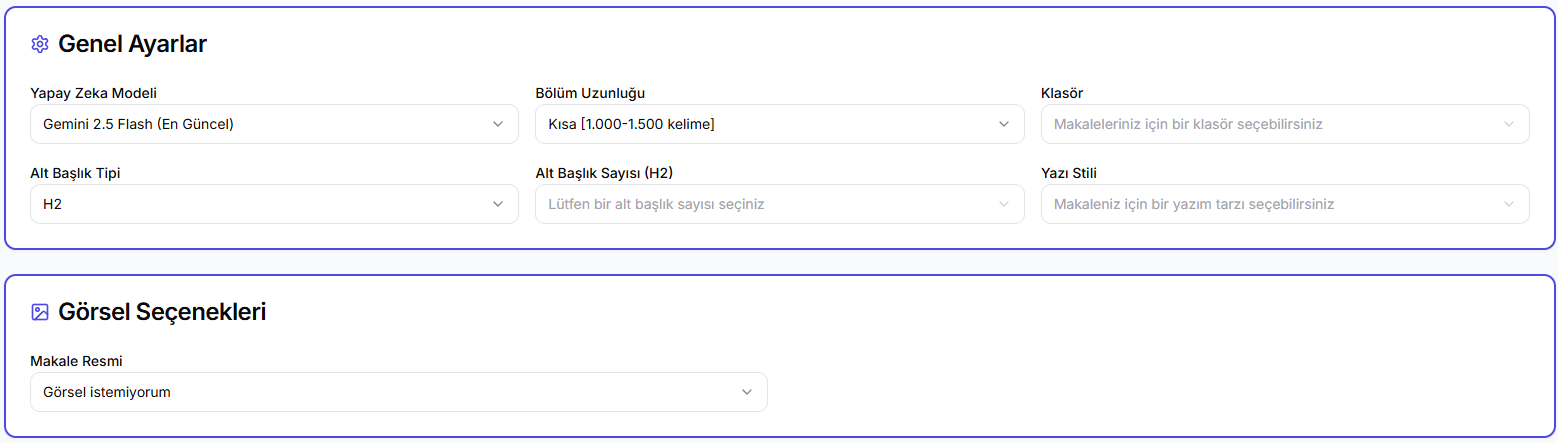 Genel Ayarlar
Yapay Zeka Modeli
Bölüm Uzunluğu
Klasör
Gemini 2.5 Flash (En Güncel)
Kısa [1.000-1.500 kelime]
Makaleleriniz için bir klasör seçebilirsiniz
Alt Başlık Tipi
Alt Başlık Sayısı (H2)
Yazı Stili
H2
Lütfen bir alt başlık sayısı seçiniz
Makaleniz için bir yazım tarzı seçebilirsiniz
Görsel Seçenekleri
Makale Resmi
Görsel istemiyorum